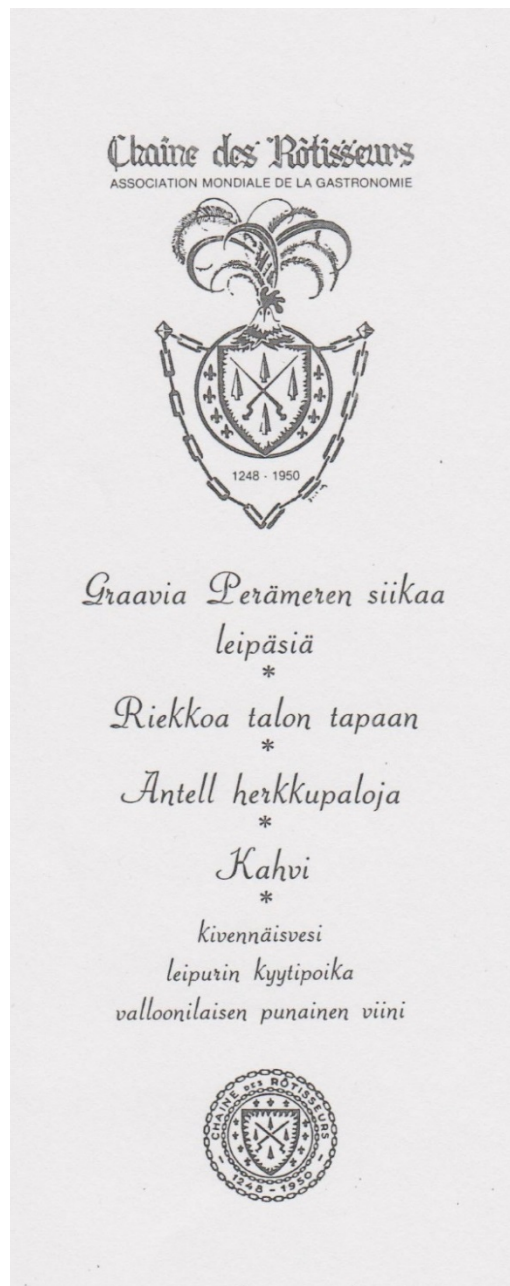 Chaîne des Rôtisseurs
ASSOCIATION MONDIALE DE LA GASTRONOMIE
1248 - 1950
Graavia Perämeren siikaa
leipäsiä
*
Riekkoa talon tapaan
*
Antell herkkupaloja
*
Kahvi
*
kivennäisvesi
leipurin kyytipoika
valloonilaisen punainen viini
CHAINE DES RÔTISSEURS
1248 - 1950